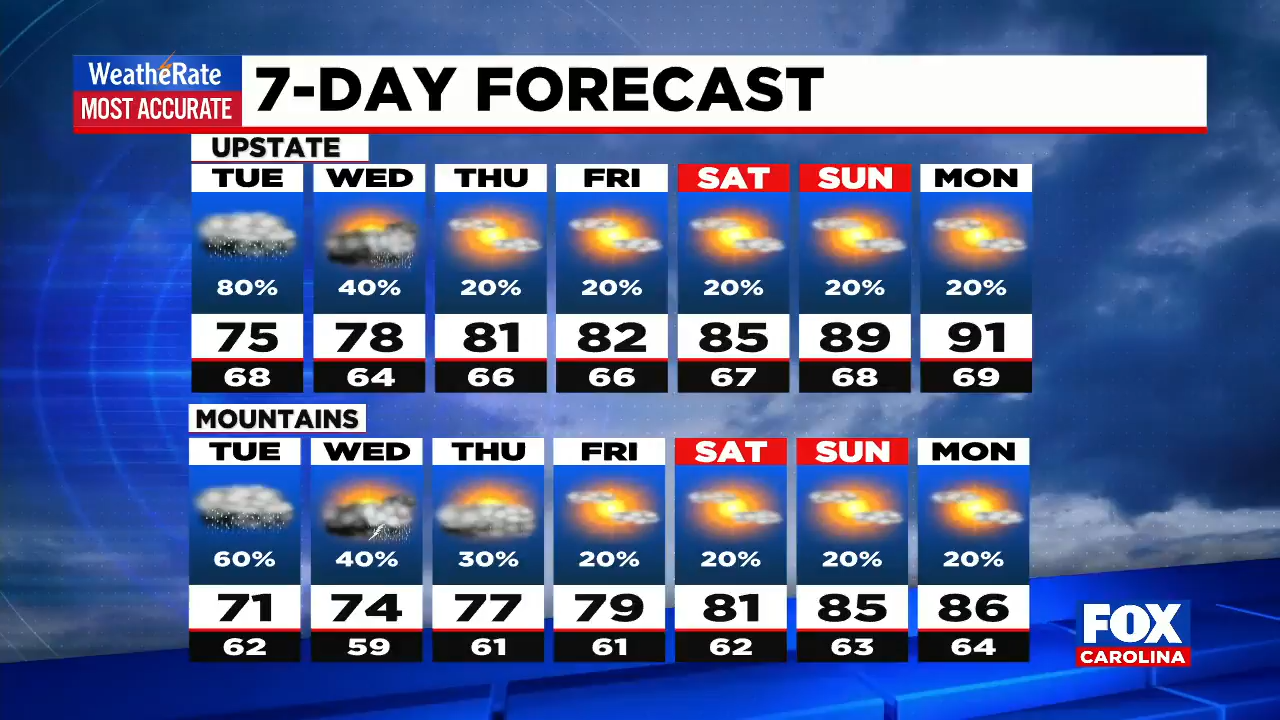 WeatheRate
MOST ACCURATE
7-DAY FORECAST
UPSTATE
TUE WED THU FRI SAT SUN MON
80% 40% 20% 20% 20% 20% 20%
75 78 81 82 85 89 91
68 64 66 66 67 68 69
MOUNTAINS
TUE WED THU FRI SAT SUN MON
60% 40% 30% 20% 20% 20% 20%
71 74 77 79 81 85 86
62 59 61 61 62 63 64
FOX
CAROLINA